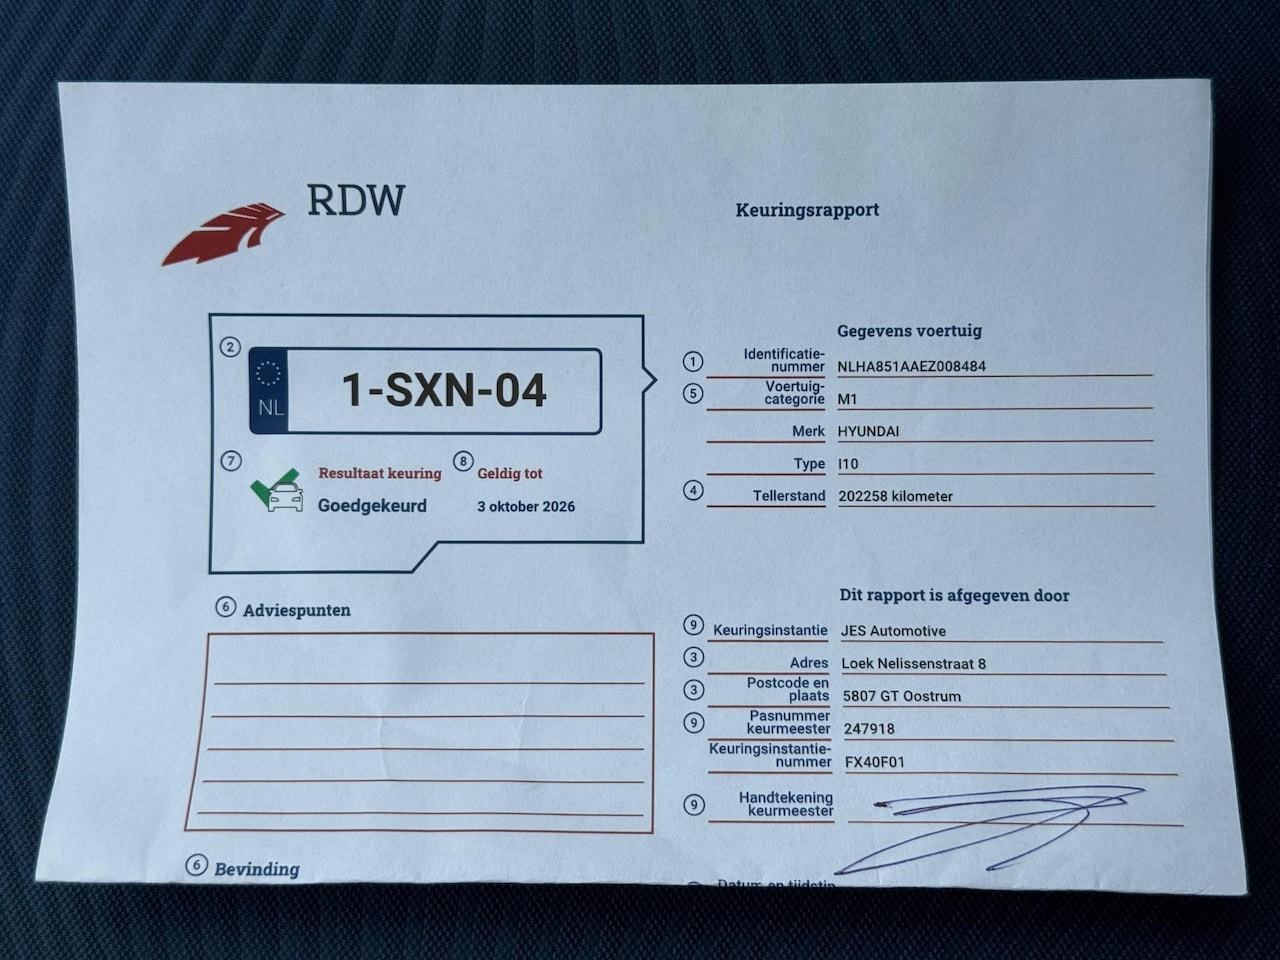 RDW
Keuringsrapport
2
NL
1-SXN-04
7
Resultaat keuring
Goedgekeurd
8
Geldig tot
3 oktober 2026
6 Adviespunten
6 Bevinding
Gegevens voertuig
1 Identificatie-
nummer NLHA851AAEZ008484
5 Voertuig-
categorie M1
Merk HYUNDAI
Type I10
4 Tellerstand 202258 kilometer
Dit rapport is afgegeven door
9 Keuringsinstantie JES Automotive
3 Adres Loek Nelissenstraat 8
3 Postcode en
plaats 5807 GT Oostrum
9 Pasnummer
keurmeester 247918
Keuringsinstantie-
nummer FX40F01
9 Handtekening
keurmeester
Datum en tijdstip